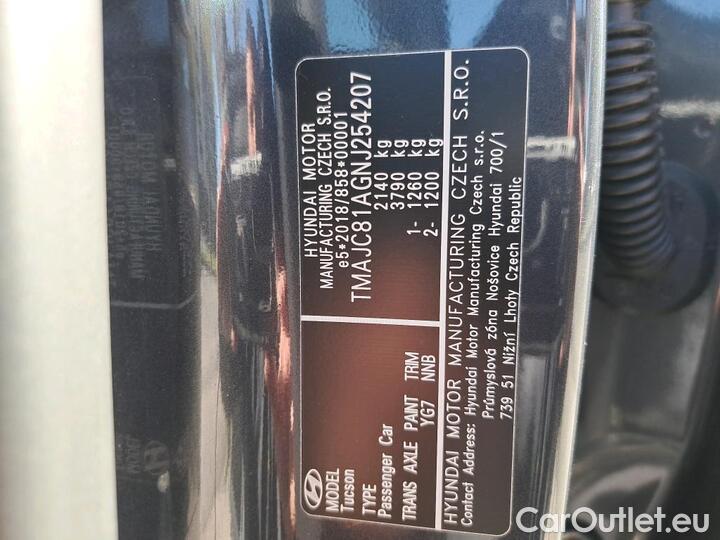 HYUNDAI MOTOR
MANUFACTURING CZECH S.R.O.
e5*2018/858*00001
TMAJC81AGNJ254207
2140 kg
3790 kg
1- 1260 kg
2- 1200 kg
MODEL
Tucson
TYPE
Passenger Car
TRANS AXLE PAINT TRIM
YG7 NNB
HYUNDAI MOTOR MANUFACTURING CZECH S.R.O.
Contact Address: Hyundai Motor Manufacturing Czech s.r.o.
Průmyslová zóna Nošovice Hyundai 700/1
739 51 Nižní Lhoty Czech Republic
CarOutlet.eu